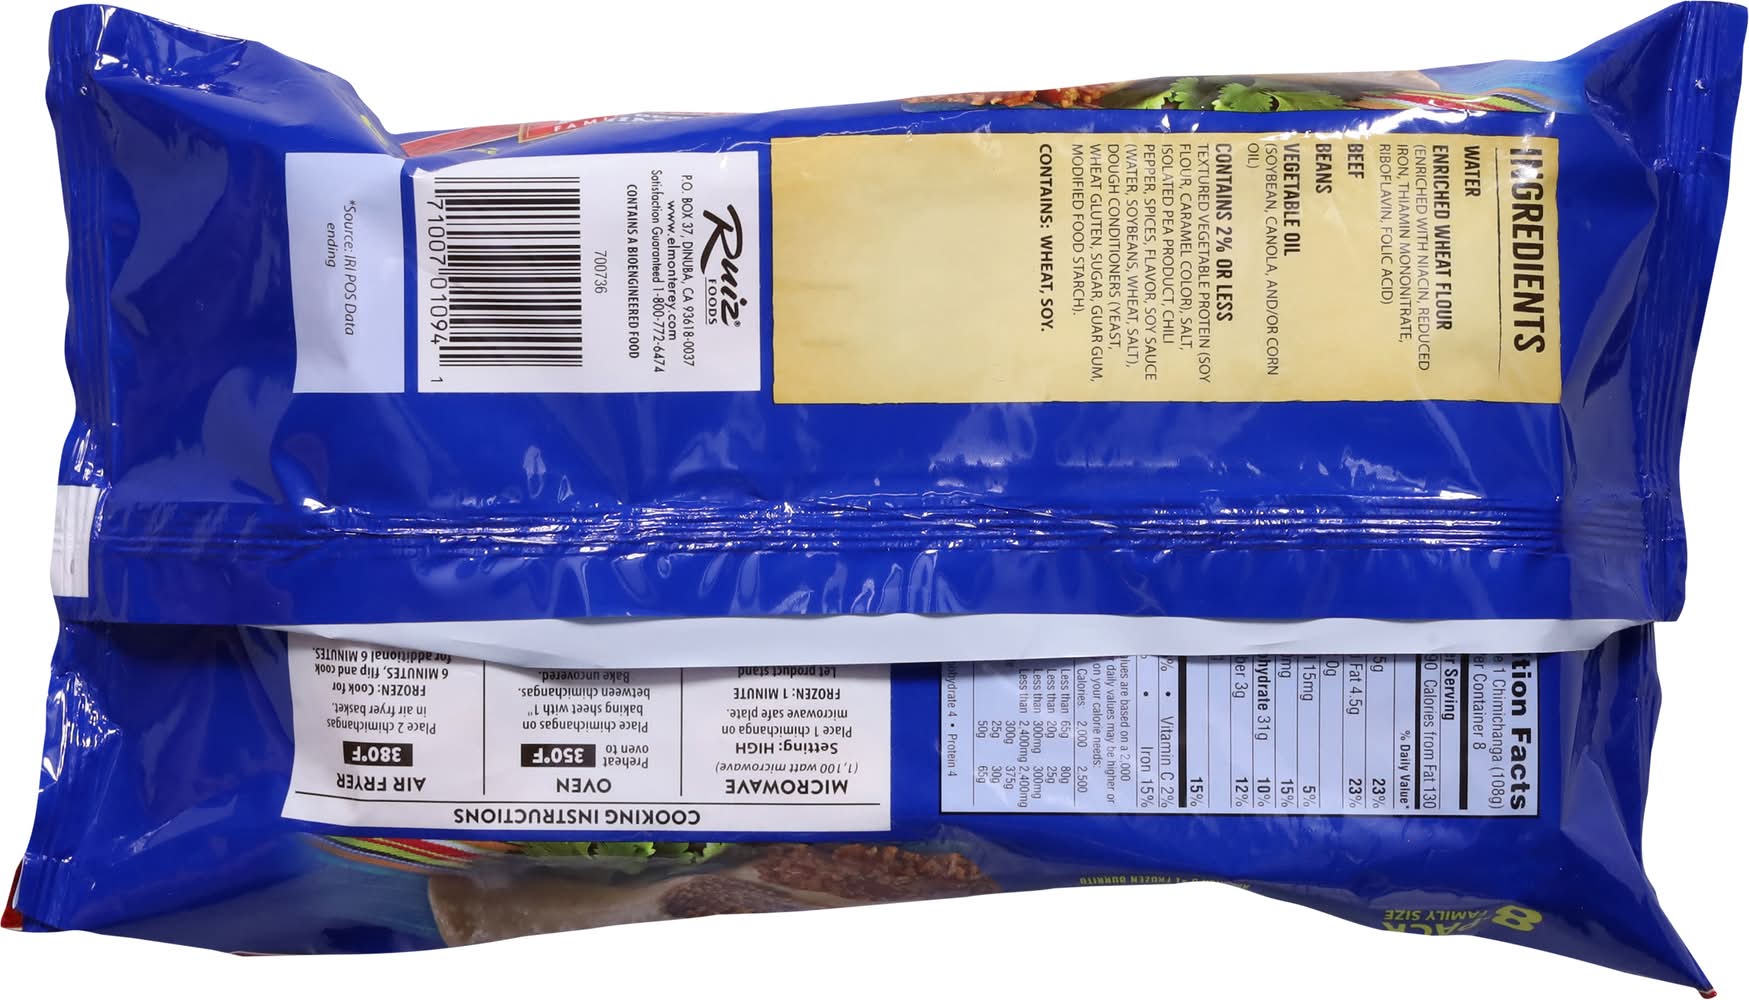 INGREDIENTS
WATER
ENRICHED WHEAT FLOUR
(ENRICHED WITH NIACIN, REDUCED
IRON, THIAMIN MONONITRATE,
RIBOFLAVIN, FOLIC ACID)
BEEF
BEANS
VEGETABLE OIL
(SOYBEAN, CANOLA, AND/OR CORN
OIL)
CONTAINS 2% OR LESS
TEXTURED VEGETABLE PROTEIN (SOY
FLOUR, CARAMEL COLOR), SALT,
ISOLATED PEA PRODUCT, CHILI
PEPPER, SPICES, FLAVOR, SOY SAUCE
(WATER, SOYBEANS, WHEAT, SALT),
DOUGH CONDITIONERS (YEAST,
WHEAT GLUTEN, SUGAR, GUAR GUM,
MODIFIED FOOD STARCH).
CONTAINS: WHEAT, SOY.
Ruiz®
FOODS
P.O. BOX 37, DINUBA, CA 93618-0037
www.elmonterey.com
Satisfaction Guaranteed 1-800-772-6474
CONTAINS A BIOENGINEERED FOOD
700736
71007 01094 1
*Source: IRI POS Data
ending
tion Facts
e 1 Chimichanga (108g)
er Container 8
er Serving
90 Calories from Fat 130
% Daily Value*
5g 23%
Fat 4.5g 23%
0g
15mg 5%
mg 15%
ohydrate 31g 10%
ber 3g 12%
15%
% • Vitamin C 2%
• Iron 15%
lues are based on a 2,000
daily values may be higher or
on your calorie needs:
Calories: 2,000 2,500
Less than 65g 80g
Less than 20g 25g
Less than 300mg 300mg
Less than 2,400mg 2,400mg
300g 375g
25g 30g
50g 65g
ohydrate 4 • Protein 4
COOKING INSTRUCTIONS
MICROWAVE
(1,100 watt microwave)
Setting: HIGH
Place 1 chimichanga on
microwave safe plate.
FROZEN: 1 MINUTE
Let product stand
OVEN
Preheat
oven to 350°F
Place chimichangas on
baking sheet with 1"
between chimichangas.
Bake uncovered.
AIR FRYER
380°F
Place 2 chimichangas
in air fryer basket.
FROZEN: Cook for
6 MINUTES, flip and cook
for additional 6 MINUTES.
8 PACK
FAMILY SIZE
#1 FROZEN BURRITO